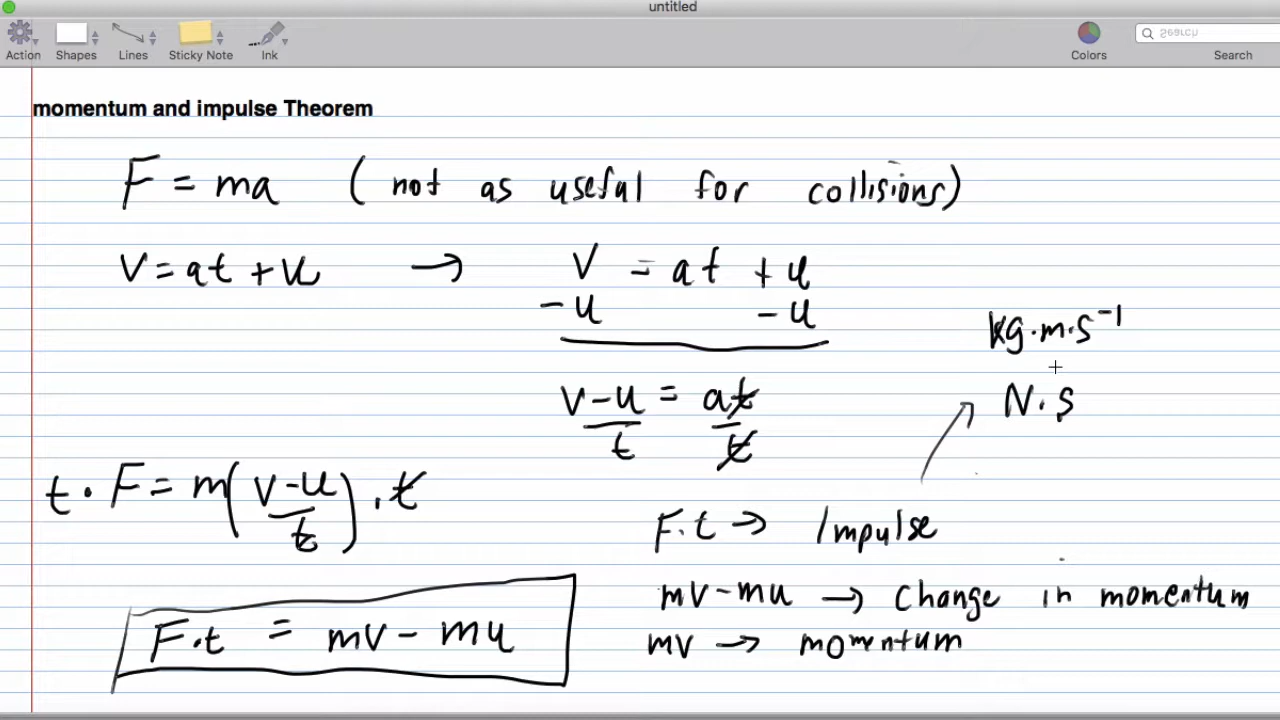 untitled
Action Shapes Lines Sticky Note Ink Colors Search Search
momentum and impulse Theorem
F = ma (not as useful for collisions)
v = at + u → v = at + u
-u -u
kg.m.s⁻¹
N.s
v-u = at
t t
t . F = m(v-u/t) . t
F.t → Impulse
mv-mu → change in momentum
F.t = mv - mu
mv → momentum